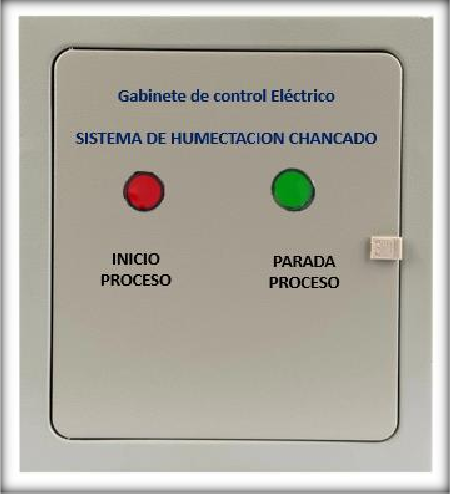 Gabinete de control Eléctrico
SISTEMA DE HUMECTACION CHANCADO
INICIO
PROCESO
PARADA
PROCESO